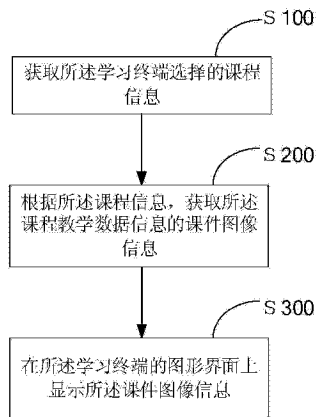 S 100
获取所述学习终端选择的课程
信息
S 200
根据所述课程信息，获取所述
课程教学数据信息的课件图像
信息
S 300
在所述学习终端的图形界面上
显示所述课件图像信息